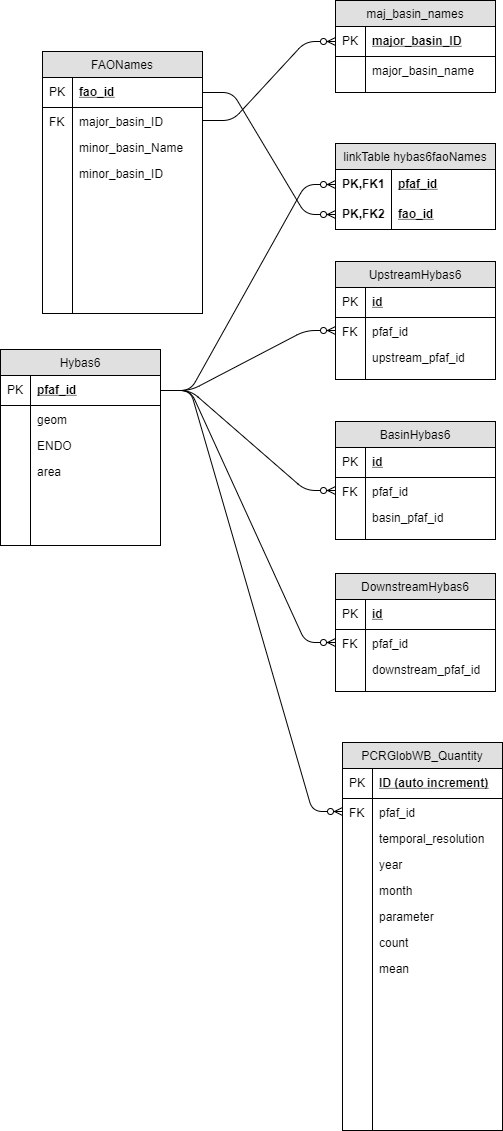 maj_basin_names
PK major_basin_ID
major_basin_name
FAONames
PK fao_id
FK major_basin_ID
minor_basin_Name
minor_basin_ID
linkTable hybas6faoNames
PK,FK1 pfaf_id
PK,FK2 fao_id
UpstreamHybas6
PK id
FK pfaf_id
upstream_pfaf_id
Hybas6
PK pfaf_id
geom
ENDO
area
BasinHybas6
PK id
FK pfaf_id
basin_pfaf_id
DownstreamHybas6
PK id
FK pfaf_id
downstream_pfaf_id
PCRGlobWB_Quantity
PK ID (auto increment)
FK pfaf_id
temporal_resolution
year
month
parameter
count
mean